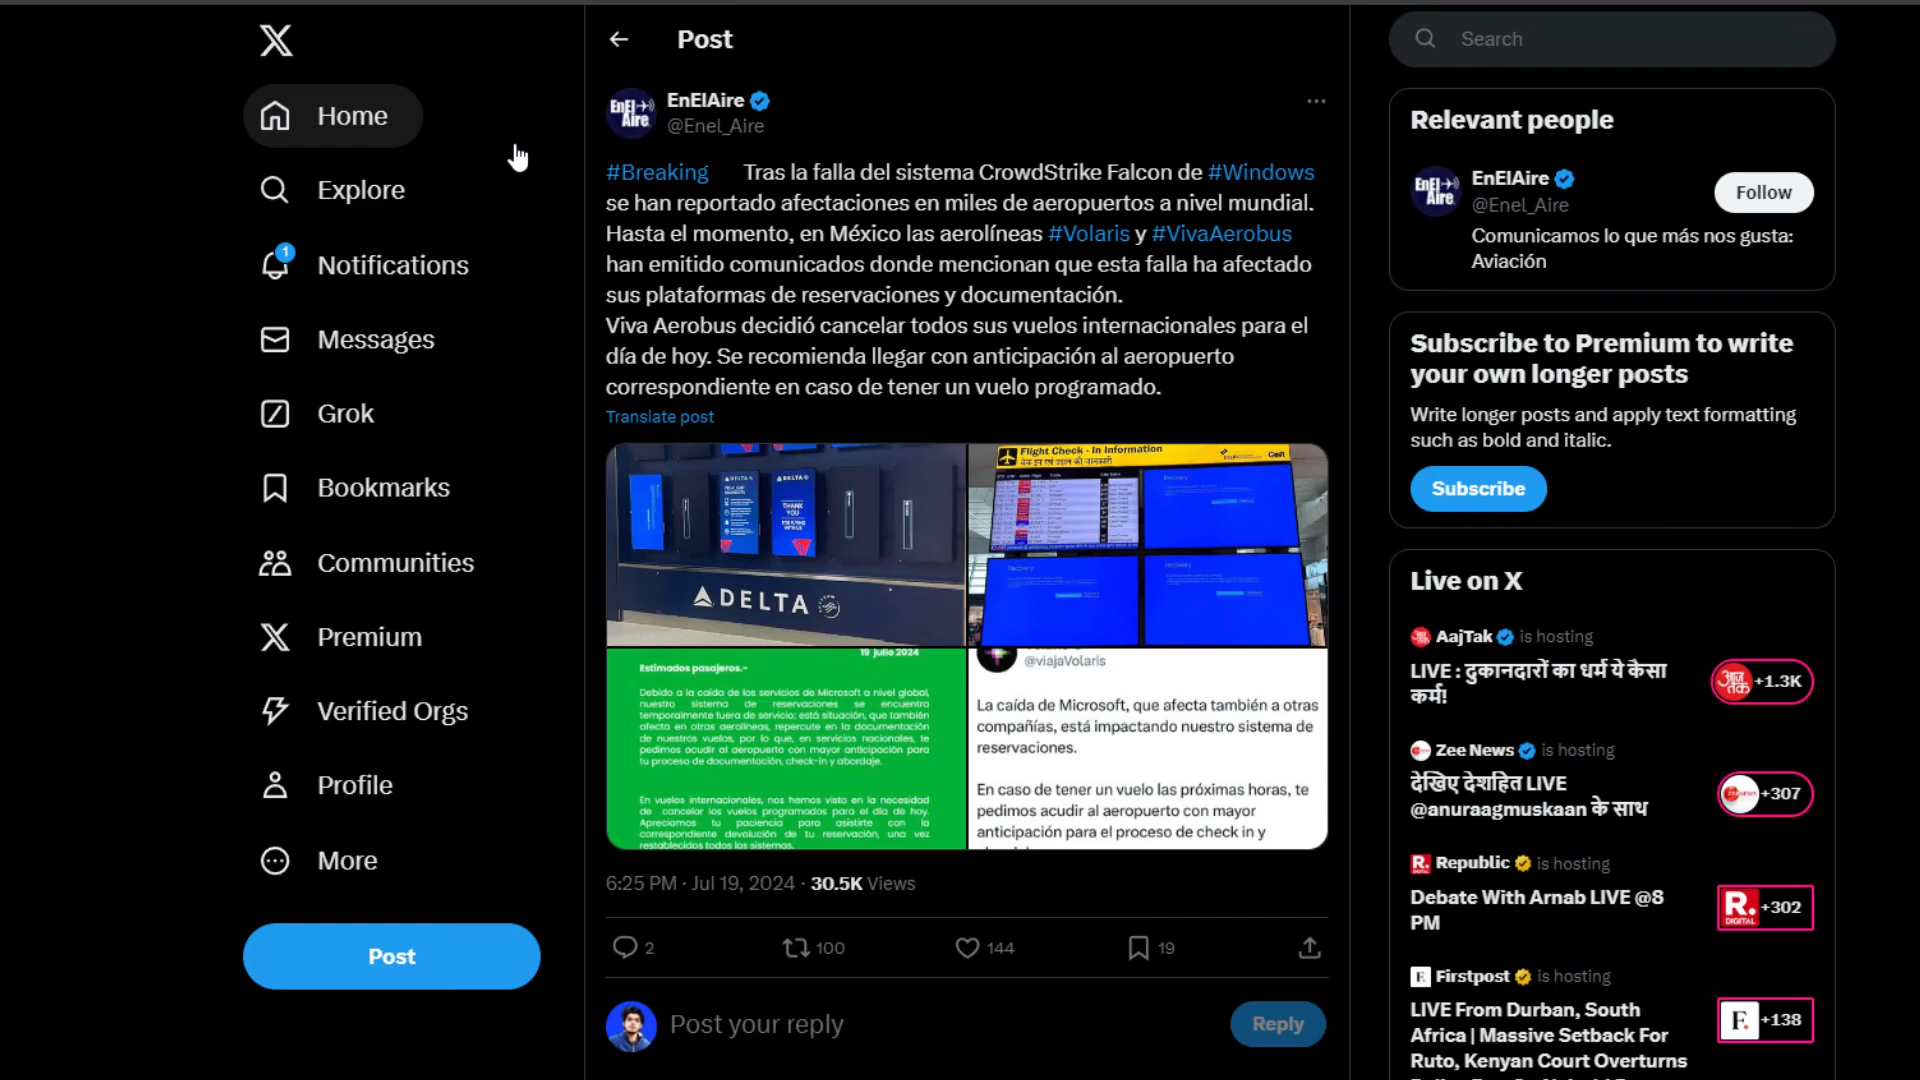 Home
Explore
1
Notifications
Messages
Grok
Bookmarks
Communities
Premium
Verified Orgs
Profile
More
Post
Post
EnElAire
@Enel_Aire
#Breaking Tras la falla del sistema CrowdStrike Falcon de #Windows
se han reportado afectaciones en miles de aeropuertos a nivel mundial.
Hasta el momento, en México las aerolíneas #Volaris y #VivaAerobus
han emitido comunicados donde mencionan que esta falla ha afectado
sus plataformas de reservaciones y documentación.
Viva Aerobus decidió cancelar todos sus vuelos internacionales para el
día de hoy. Se recomienda llegar con anticipación al aeropuerto
correspondiente en caso de tener un vuelo programado.
Translate post
DELTA
DELTA
THANK
YOU
DELTA
Flight Check - In Information
Recovery
Recovery
Recovery
19 julio 2024
Estimados pasajeros.-
Debido a la caída de los servicios de Microsoft a nivel global,
nuestro sistema de reservaciones se encuentra
temporalmente fuera de servicio; está situación, que también
afecta en otras aerolíneas, repercute en la documentación
de nuestros vuelos, por lo que, en servicios nacionales, te
pedimos acudir al aeropuerto con mayor anticipación para
tu proceso de documentación, check-in y abordaje.
En vuelos internacionales, nos hemos visto en la necesidad
de cancelar los vuelos programados para el día de hoy.
Apreciamos tu paciencia para asistirte con la
correspondiente devolución de tu reservación, una vez
restablecidos todos los sistemas.
@viajaVolaris
La caída de Microsoft, que afecta también a otras
compañías, está impactando nuestro sistema de
reservaciones.
En caso de tener un vuelo las próximas horas, te
pedimos acudir al aeropuerto con mayor
anticipación para el proceso de check in y
6:25 PM · Jul 19, 2024 · 30.5K Views
2 100 144 19
Post your reply
Reply
Search
Relevant people
EnElAire
@Enel_Aire
Follow
Comunicamos lo que más nos gusta:
Aviación
Subscribe to Premium to write
your own longer posts
Write longer posts and apply text formatting
such as bold and italic.
Subscribe
Live on X
AajTak is hosting
LIVE : दुकानदारों का धर्म ये कैसा
कर्म!
आज तक +1.3K
Zee News is hosting
देखिए देशहित LIVE
@anuraagmuskaan के साथ
+307
Republic is hosting
Debate With Arnab LIVE @8
PM
R. DIGITAL +302
Firstpost is hosting
LIVE From Durban, South
Africa | Massive Setback For
Ruto, Kenyan Court Overturns
F. +138